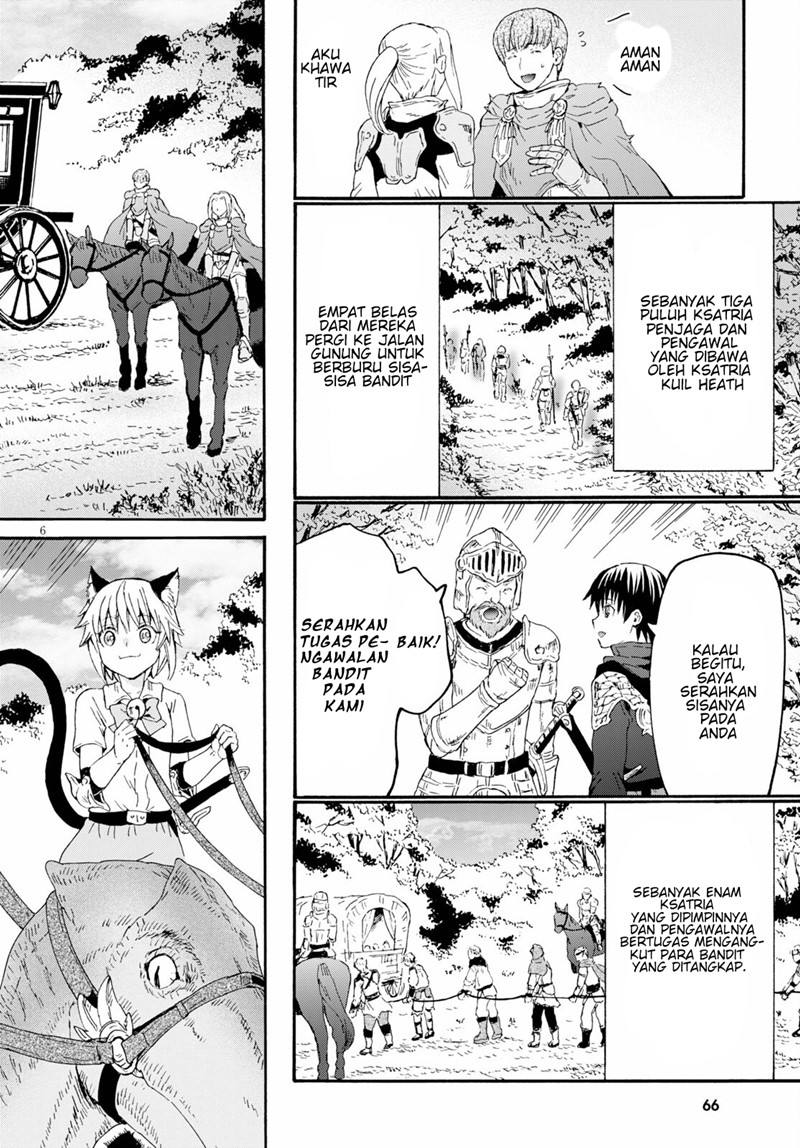 AMAN
AMAN
AKU
KHAWA
TIR
SEBANYAK TIGA
PULUH KSATRIA
PENJAGA DAN
PENGAWAL
YANG DIBAWA
OLEH KSATRIA
KUIL HEATH
EMPAT BELAS
DARI MEREKA
PERGI KE JALAN
GUNUNG UNTUK
BERBURU SISA-
SISA BANDIT
KALAU
BEGITU,
SAYA
SERAHKAN
SISANYA
PADA
ANDA
BAIK!
SERAHKAN
TUGAS PE-
NGAWALAN
BANDIT
PADA
KAMI
SEBANYAK ENAM
KSATRIA
YANG DIPIMPINNYA
DAN PENGAWALNYA
BERTUGAS MENGANG-
KUT PARA BANDIT
YANG DITANGKAP.
6
66